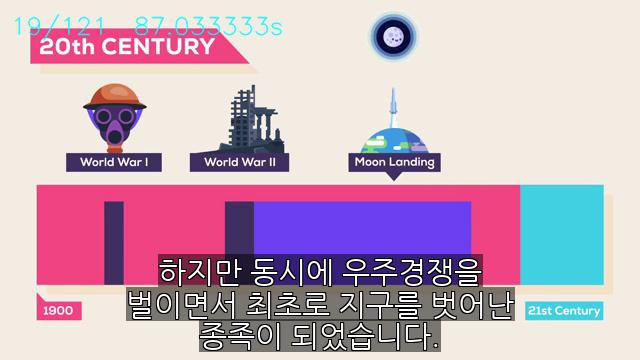 19/121 87.033333s
20th CENTURY
World War I
World War II
Moon Landing
하지만 동시에 우주경쟁을
벌이면서 최초로 지구를 벗어난
종족이 되었습니다.
1900
21st Century